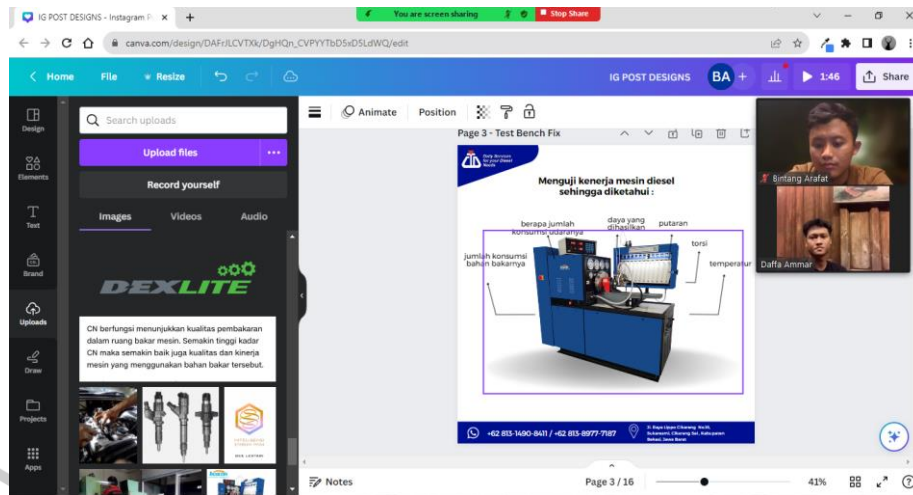 IG POST DESIGNS - Instagram P
You are screen sharing
Stop Share
canva.com/design/DAFrJLCVTXk/DgHQn_CVPYYTbD5xDSLdWQ/edit
Home
File
Resize
IG POST DESIGNS
BA
1:46
Share
Design
Elements
Text
Brand
Uploads
Draw
Projects
Apps
Search uploads
Upload files
Record yourself
Images
Videos
Audio
DEXLITE
CN berfungsi menunjukkan kualitas pembakaran
dalam ruang bakar mesin. Semakin tinggi kadar
CN maka semakin baik juga kualitas dan kinerja
mesin yang menggunakan bahan bakar tersebut.
Animate
Position
Page 3 - Test Bench Fix
Menguji kenerja mesin diesel
sehingga diketahui :
berapa jumlah
konsumsi udaranya
daya yang
dihasilkan
putaran
torsi
jumlah konsumsi
bahan bakarnya
temperatur
+62 813-1490-8411 / +62 813-8977-7187
Bintang Arafat
Daffa Ammar
Notes
Page 3 / 16
41%